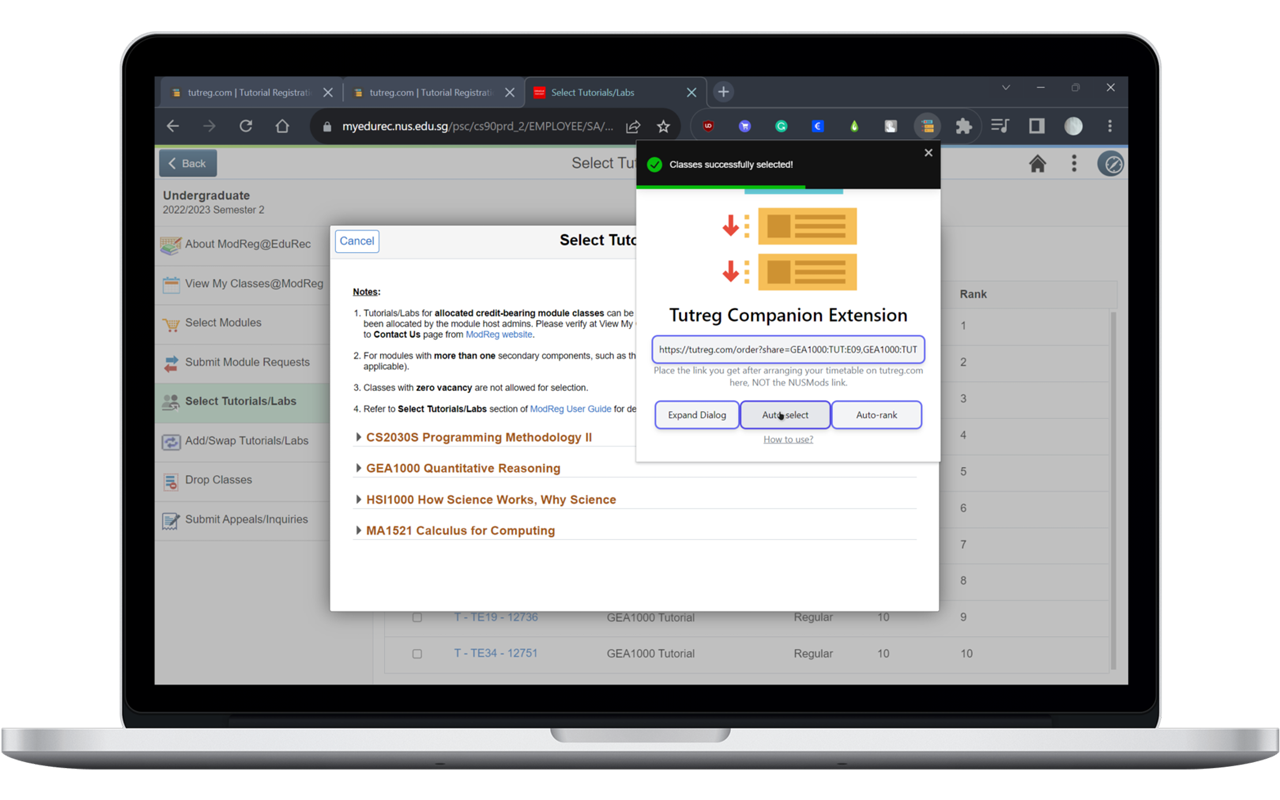 tutreg.com | Tutorial Registrati
tutreg.com | Tutorial Registrati
Select Tutorials/Labs
myedurec.nus.edu.sg/psc/cs90prd_2/EMPLOYEE/SA/...
Back
Select Tu
Undergraduate
2022/2023 Semester 2
About ModReg@EduRec
View My Classes@ModReg
Select Modules
Submit Module Requests
Select Tutorials/Labs
Add/Swap Tutorials/Labs
Drop Classes
Submit Appeals/Inquiries
Cancel
Select Tuto
Notes:
1. Tutorials/Labs for allocated credit-bearing module classes can be
been allocated by the module host admins. Please verify at View My
to Contact Us page from ModReg website.
2. For modules with more than one secondary components, such as th
applicable).
3. Classes with zero vacancy are not allowed for selection.
4. Refer to Select Tutorials/Labs section of ModReg User Guide for de
CS2030S Programming Methodology II
GEA1000 Quantitative Reasoning
HSI1000 How Science Works, Why Science
MA1521 Calculus for Computing
Classes successfully selected!
Tutreg Companion Extension
https://tutreg.com/order?share=GEA1000:TUT:E09,GEA1000:TUT
Place the link you get after arranging your timetable on tutreg.com
here, NOT the NUSMods link.
Expand Dialog
Auto-select
Auto-rank
How to use?
Rank
1
2
3
4
5
6
7
8
T - TE19 - 12736 GEA1000 Tutorial Regular 10 9
T - TE34 - 12751 GEA1000 Tutorial Regular 10 10